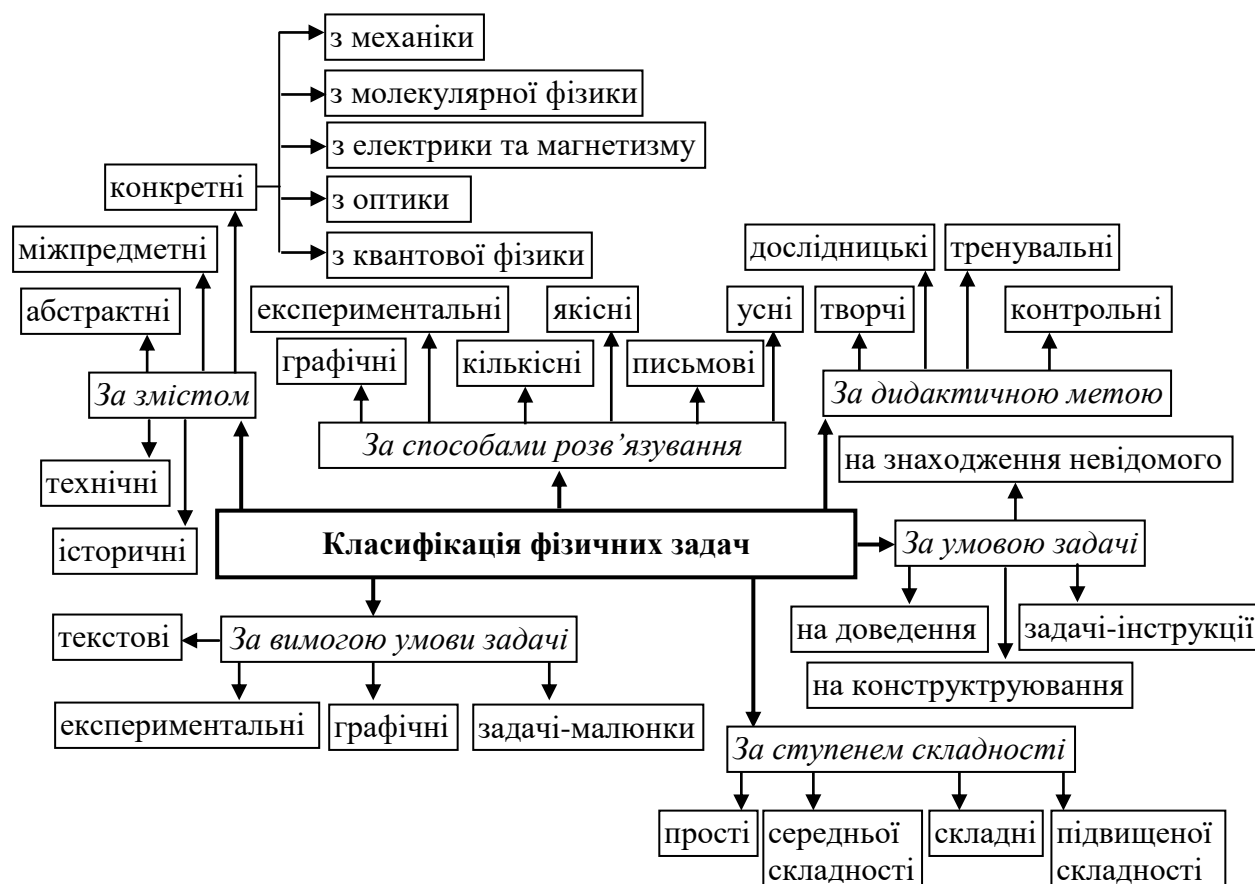 з механіки
з молекулярної фізики
з електрики та магнетизму
конкретні
з оптики
міжпредметні
з квантової фізики
дослідницькі
тренувальні
абстрактні
експериментальні
якісні
усні
творчі
контрольні
графічні
кількісні
письмові
За змістом
За дидактичною метою
За способами розв’язування
на знаходження невідомого
технічні
історичні
Класифікація фізичних задач
За умовою задачі
текстові
За вимогою умови задачі
на доведення
задачі-інструкції
на конструктруювання
експериментальні
графічні
задачі-малюнки
За ступенем складності
прості
середньої
складності
складні
підвищеної
складності